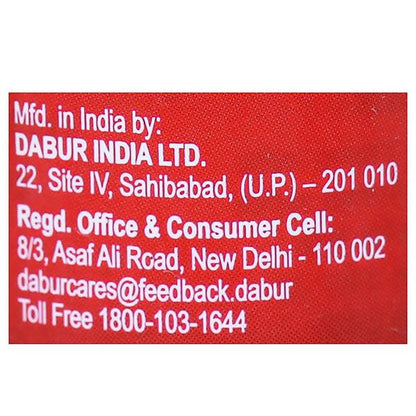 Mfd. in India by:
DABUR INDIA LTD.
22, Site IV, Sahibabad, (U.P.) – 201 010
Regd. Office & Consumer Cell:
8/3, Asaf Ali Road, New Delhi - 110 002
daburcares@feedback.dabur
Toll Free 1800-103-1644